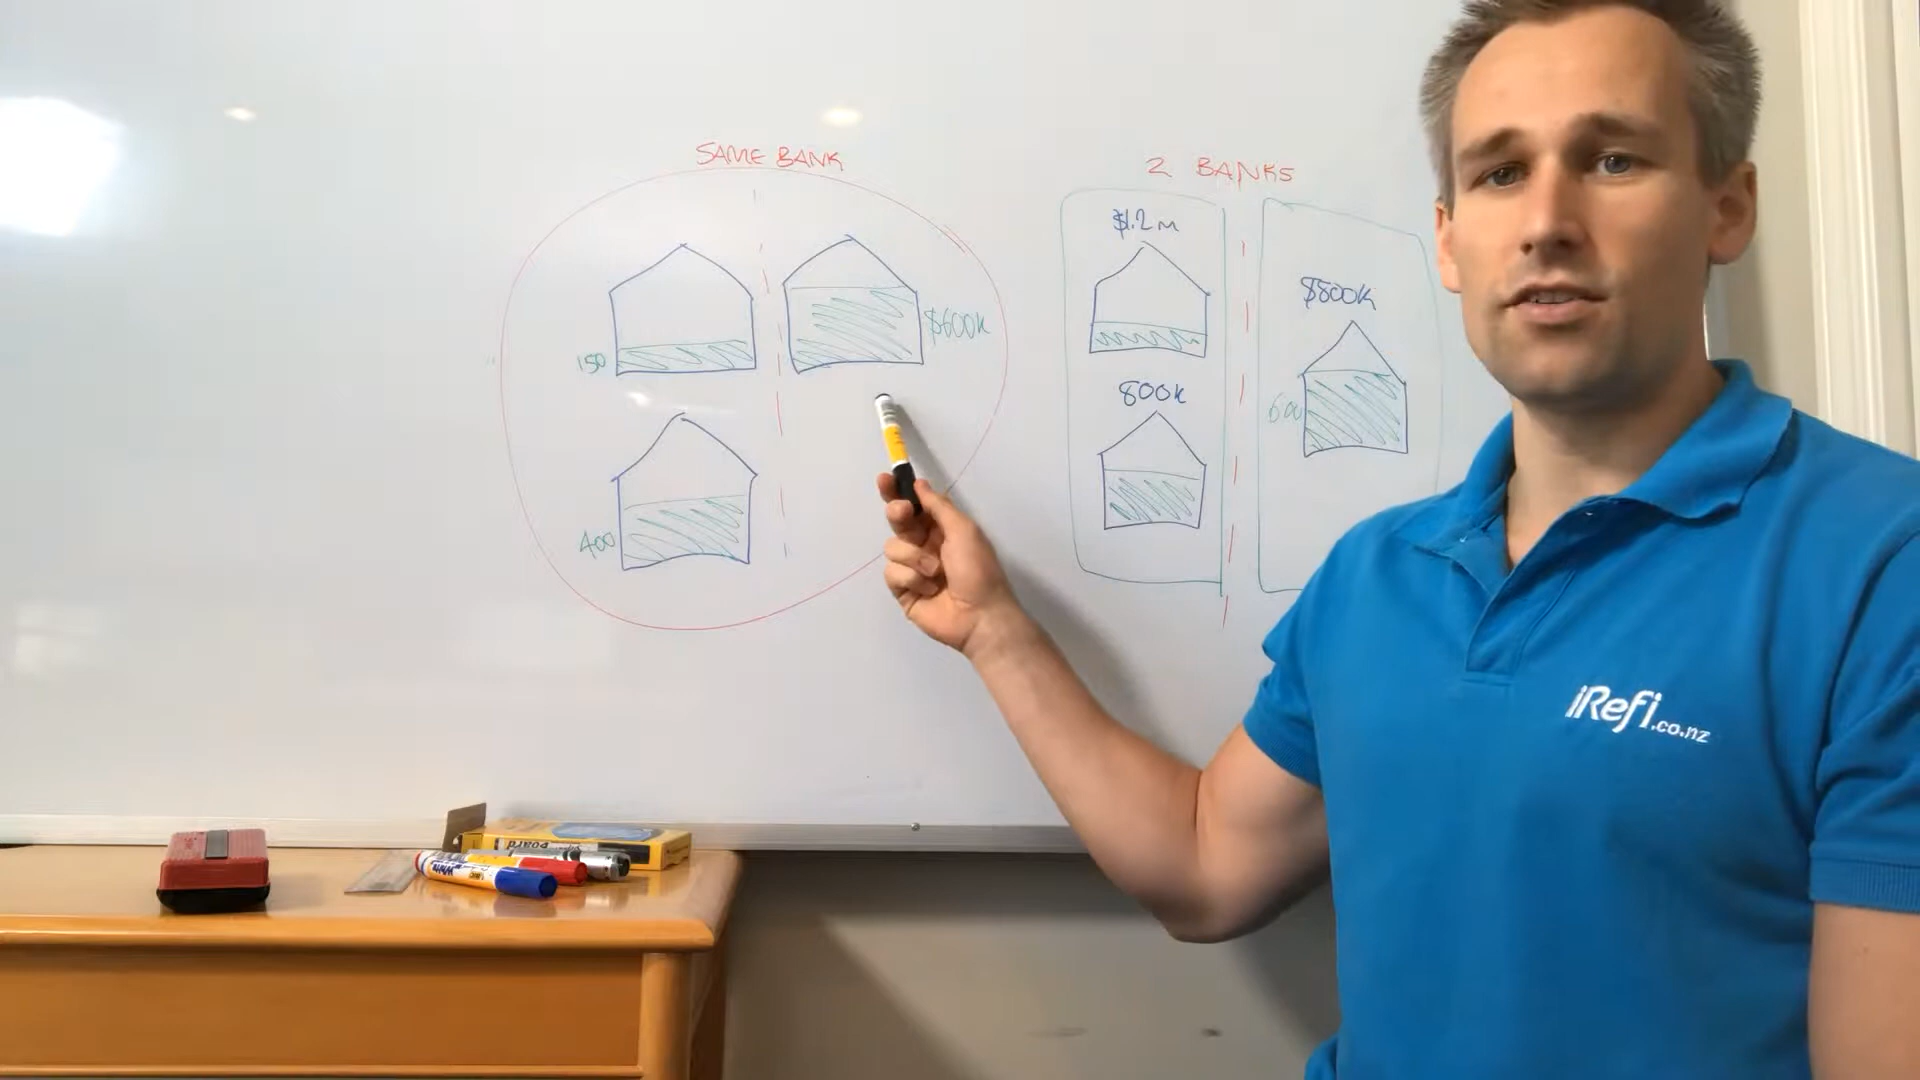 SAME BANK
150
$600K
400
2 BANKS
$1.2M
800K
$800K
600
iRefi.co.nz